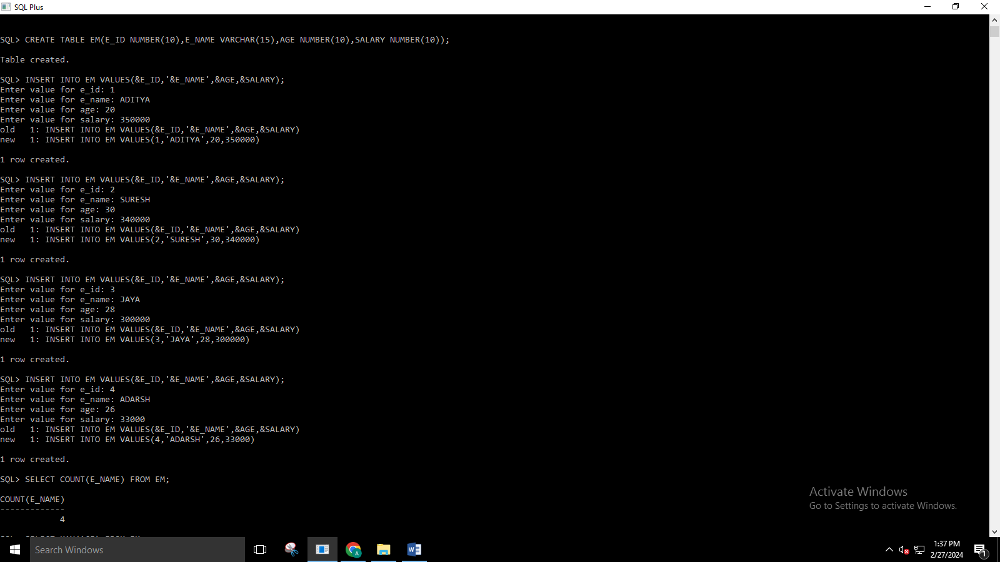 SQL Plus
SQL> CREATE TABLE EM(E_ID NUMBER(10),E_NAME VARCHAR(15),AGE NUMBER(10),SALARY NUMBER(10));
Table created.
SQL> INSERT INTO EM VALUES(&E_ID,'&E_NAME',&AGE,&SALARY);
Enter value for e_id: 1
Enter value for e_name: ADITYA
Enter value for age: 20
Enter value for salary: 350000
old   1: INSERT INTO EM VALUES(&E_ID,'&E_NAME',&AGE,&SALARY)
new   1: INSERT INTO EM VALUES(1,'ADITYA',20,350000)
1 row created.
SQL> INSERT INTO EM VALUES(&E_ID,'&E_NAME',&AGE,&SALARY);
Enter value for e_id: 2
Enter value for e_name: SURESH
Enter value for age: 30
Enter value for salary: 340000
old   1: INSERT INTO EM VALUES(&E_ID,'&E_NAME',&AGE,&SALARY)
new   1: INSERT INTO EM VALUES(2,'SURESH',30,340000)
1 row created.
SQL> INSERT INTO EM VALUES(&E_ID,'&E_NAME',&AGE,&SALARY);
Enter value for e_id: 3
Enter value for e_name: JAYA
Enter value for age: 28
Enter value for salary: 300000
old   1: INSERT INTO EM VALUES(&E_ID,'&E_NAME',&AGE,&SALARY)
new   1: INSERT INTO EM VALUES(3,'JAYA',28,300000)
1 row created.
SQL> INSERT INTO EM VALUES(&E_ID,'&E_NAME',&AGE,&SALARY);
Enter value for e_id: 4
Enter value for e_name: ADARSH
Enter value for age: 26
Enter value for salary: 33000
old   1: INSERT INTO EM VALUES(&E_ID,'&E_NAME',&AGE,&SALARY)
new   1: INSERT INTO EM VALUES(4,'ADARSH',26,33000)
1 row created.
SQL> SELECT COUNT(E_NAME) FROM EM;
COUNT(E_NAME)
-------------
4
Activate Windows
Go to Settings to activate Windows.
Search Windows
A
1:37 PM
2/27/2024
1